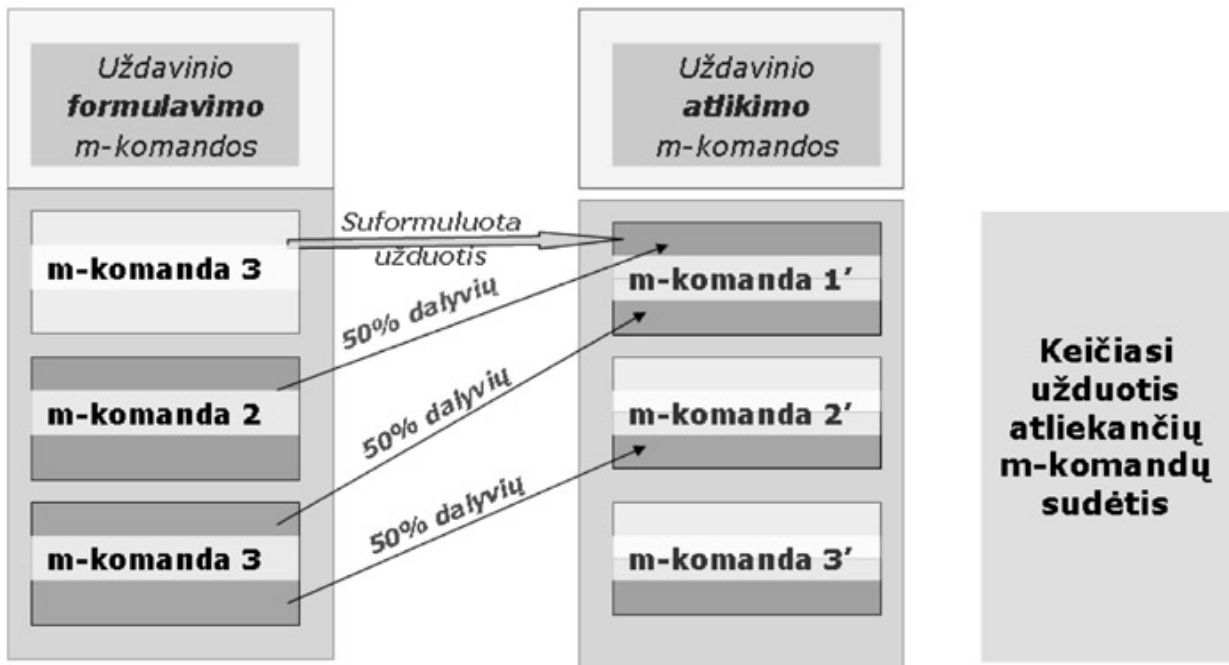 Uždavinio
formulavimo
m-komandos
Uždavinio
atlikimo
m-komandos
m-komanda 3
m-komanda 2
m-komanda 3
Suformuluota
užduotis
50% dalyvių
50% dalyvių
50% dalyvių
m-komanda 1′
m-komanda 2′
m-komanda 3′
Keičiasi
užduotis
atliekančių
m-komandų
sudėtis